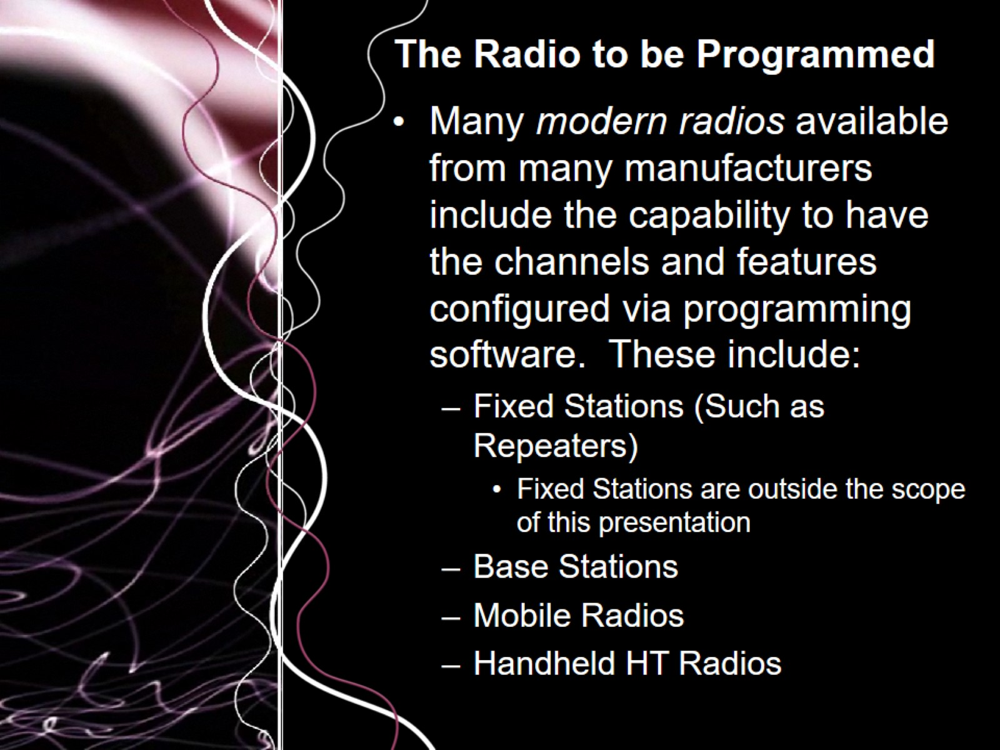 The Radio to be Programmed
• Many modern radios available
from many manufacturers
include the capability to have
the channels and features
configured via programming
software.  These include:
– Fixed Stations (Such as
Repeaters)
• Fixed Stations are outside the scope
of this presentation
– Base Stations
– Mobile Radios
– Handheld HT Radios